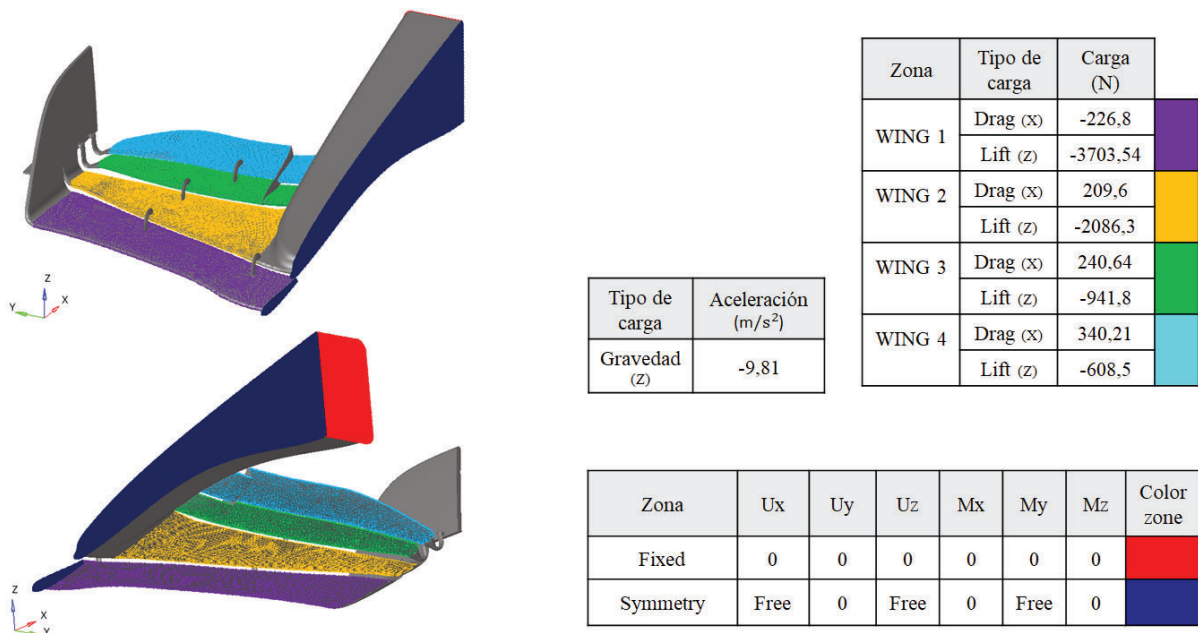 Zona Tipo de carga Carga (N)
WING 1 Drag (X) -226,8
Lift (Z) -3703,54
WING 2 Drag (X) 209,6
Lift (Z) -2086,3
WING 3 Drag (X) 240,64
Lift (Z) -941,8
WING 4 Drag (X) 340,21
Lift (Z) -608,5
Z
Y
X
Tipo de carga Aceleración (m/s²)
Gravedad (Z) -9,81
Zona Ux Uy Uz Mx My Mz Color zone
Fixed 0 0 0 0 0 0
Symmetry Free 0 Free 0 Free 0
Z
X
Y